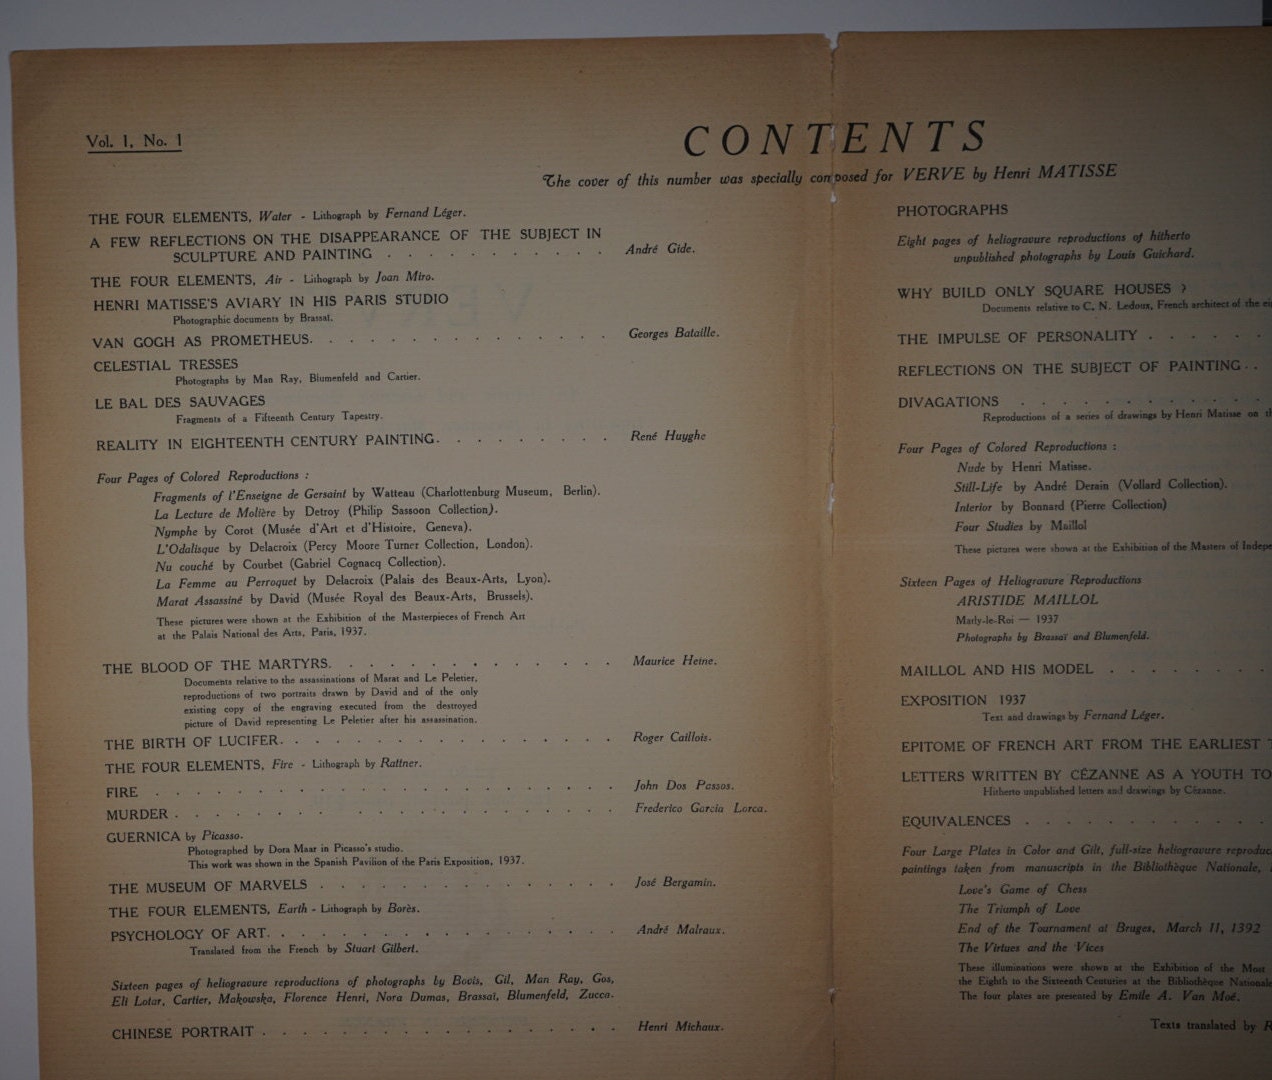 Vol. 1, No. 1
CONTENTS
The cover of this number was specially composed for VERVE by Henri MATISSE
THE FOUR ELEMENTS, Water - Lithograph by Fernand Léger.
A FEW REFLECTIONS ON THE DISAPPEARANCE OF THE SUBJECT IN
SCULPTURE AND PAINTING . . . . . . . . . . . André Gide.
THE FOUR ELEMENTS, Air - Lithograph by Joan Miro.
HENRI MATISSE'S AVIARY IN HIS PARIS STUDIO
Photographic documents by Brassaï.
VAN GOGH AS PROMETHEUS. . . . . . . . . . . . . . Georges Bataille.
CELESTIAL TRESSES
Photographs by Man Ray, Blumenfeld and Cartier.
LE BAL DES SAUVAGES
Fragments of a Fifteenth Century Tapestry.
REALITY IN EIGHTEENTH CENTURY PAINTING. . . . . . . . . René Huyghe
Four Pages of Colored Reproductions :
Fragments of l'Enseigne de Gersaint by Watteau (Charlottenburg Museum, Berlin).
La Lecture de Molière by Detroy (Philip Sassoon Collection).
Nymphe by Corot (Musée d'Art et d'Histoire, Geneva).
L'Odalisque by Delacroix (Percy Moore Turner Collection, London).
Nu couché by Courbet (Gabriel Cognacq Collection).
La Femme au Perroquet by Delacroix (Palais des Beaux-Arts, Lyon).
Marat Assassiné by David (Musée Royal des Beaux-Arts, Brussels).
These pictures were shown at the Exhibition of the Masterpieces of French Art
at the Palais National des Arts, Paris, 1937.
THE BLOOD OF THE MARTYRS. . . . . . . . . . . . . . Maurice Heine.
Documents relative to the assassinations of Marat and Le Peletier,
reproductions of two portraits drawn by David and of the only
existing copy of the engraving executed from the destroyed
picture of David representing Le Peletier after his assassination.
THE BIRTH OF LUCIFER. . . . . . . . . . . . . . . . Roger Caillois.
THE FOUR ELEMENTS, Fire - Lithograph by Rattner.
FIRE . . . . . . . . . . . . . . . . . . . . . . . John Dos Passos.
MURDER . . . . . . . . . . . . . . . . . . . . . . Frederico Garcia Lorca.
GUERNICA by Picasso.
Photographed by Dora Maar in Picasso's studio.
This work was shown in the Spanish Pavilion of the Paris Exposition, 1937.
THE MUSEUM OF MARVELS . . . . . . . . . . . . . . . José Bergamin.
THE FOUR ELEMENTS, Earth - Lithograph by Borès.
PSYCHOLOGY OF ART. . . . . . . . . . . . . . . . . André Malraux.
Translated from the French by Stuart Gilbert.
Sixteen pages of heliogravure reproductions of photographs by Bovis, Gil, Man Ray, Gos,
Eli Lotar, Cartier, Makowska, Florence Henri, Nora Dumas, Brassaï, Blumenfeld, Zucca.
CHINESE PORTRAIT . . . . . . . . . . . . . . . . . Henri Michaux.
PHOTOGRAPHS
Eight pages of heliogravure reproductions of hitherto
unpublished photographs by Louis Guichard.
WHY BUILD ONLY SQUARE HOUSES ?
Documents relative to C. N. Ledoux, French architect of the
THE IMPULSE OF PERSONALITY . . . . . .
REFLECTIONS ON THE SUBJECT OF PAINTING . .
DIVAGATIONS . . . . . . . . . . . . .
Reproductions of a series of drawings by Henri Matisse on
Four Pages of Colored Reproductions :
Nude by Henri Matisse.
Still-Life by André Derain (Vollard Collection).
Interior by Bonnard (Pierre Collection)
Four Studies by Maillol
These pictures were shown at the Exhibition of the Masters of
Sixteen Pages of Heliogravure Reproductions
ARISTIDE MAILLOL
Marly-le-Roi — 1937
Photographs by Brassaï and Blumenfeld.
MAILLOL AND HIS MODEL . . . . . . . .
EXPOSITION 1937
Text and drawings by Fernand Léger.
EPITOME OF FRENCH ART FROM THE EARLIEST
LETTERS WRITTEN BY CÉZANNE AS A YOUTH TO
Hitherto unpublished letters and drawings by Cézanne.
EQUIVALENCES . . . . . . . . . . . . .
Four Large Plates in Color and Gilt, full-size heliogravure
paintings taken from manuscripts in the Bibliothèque Nationale,
Love's Game of Chess
The Triumph of Love
End of the Tournament at Bruges, March 11, 1392
The Virtues and the Vices
These illuminations were shown at the Exhibition of the Most
the Eighth to the Sixteenth Centuries at the Bibliothèque Nationale
The four plates are presented by Emile A. Van Moé.
Texts translated by